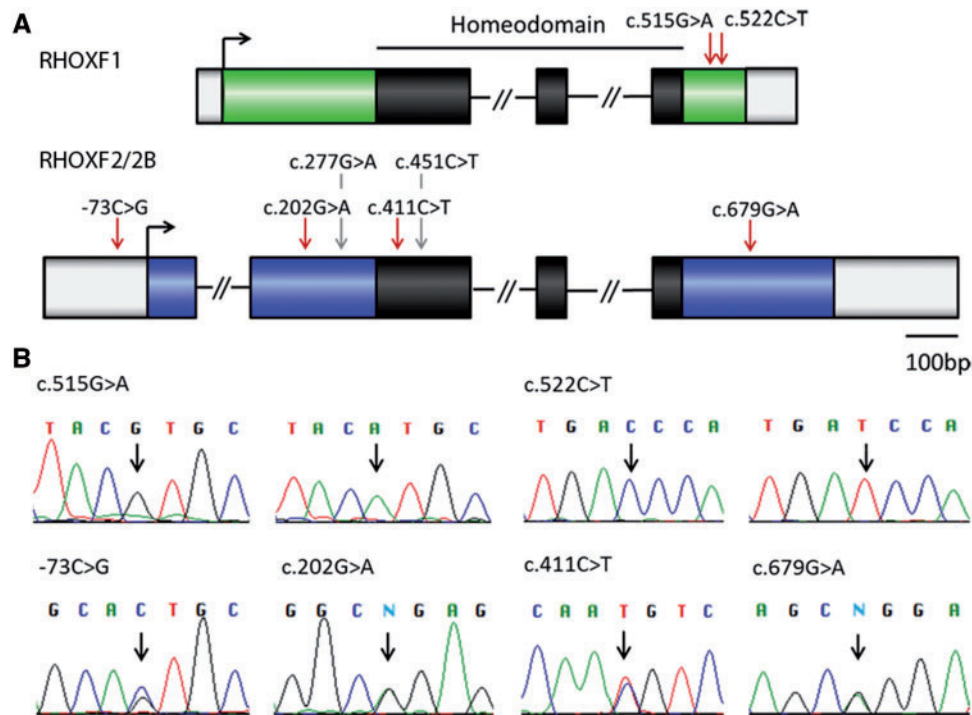 A
Homeodomain
c.515G>A c.522C>T
RHOXF1
// //
RHOXF2/2B
c.277G>A c.451C>T
-73C>G c.202G>A c.411C>T c.679G>A
// // //
100bp
B
c.515G>A c.522C>T
T A C G T G C T A C A T G C T G A C C C A T G A T C C A
-73C>G c.202G>A c.411C>T c.679G>A
G C A C T G C G G C N G A G C A A T G T C A G C N G G A